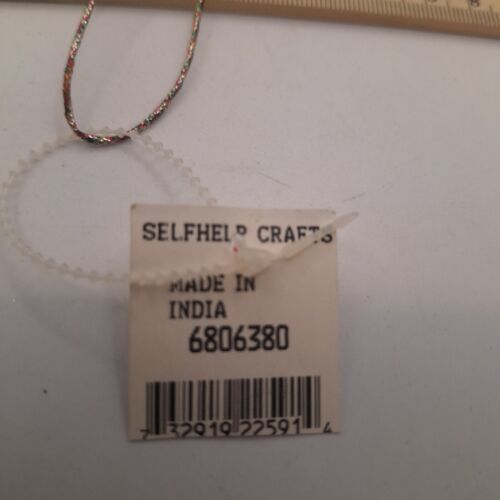 SELFHELP CRAFTS
MADE IN
INDIA
6806380
7 32919 22591 4